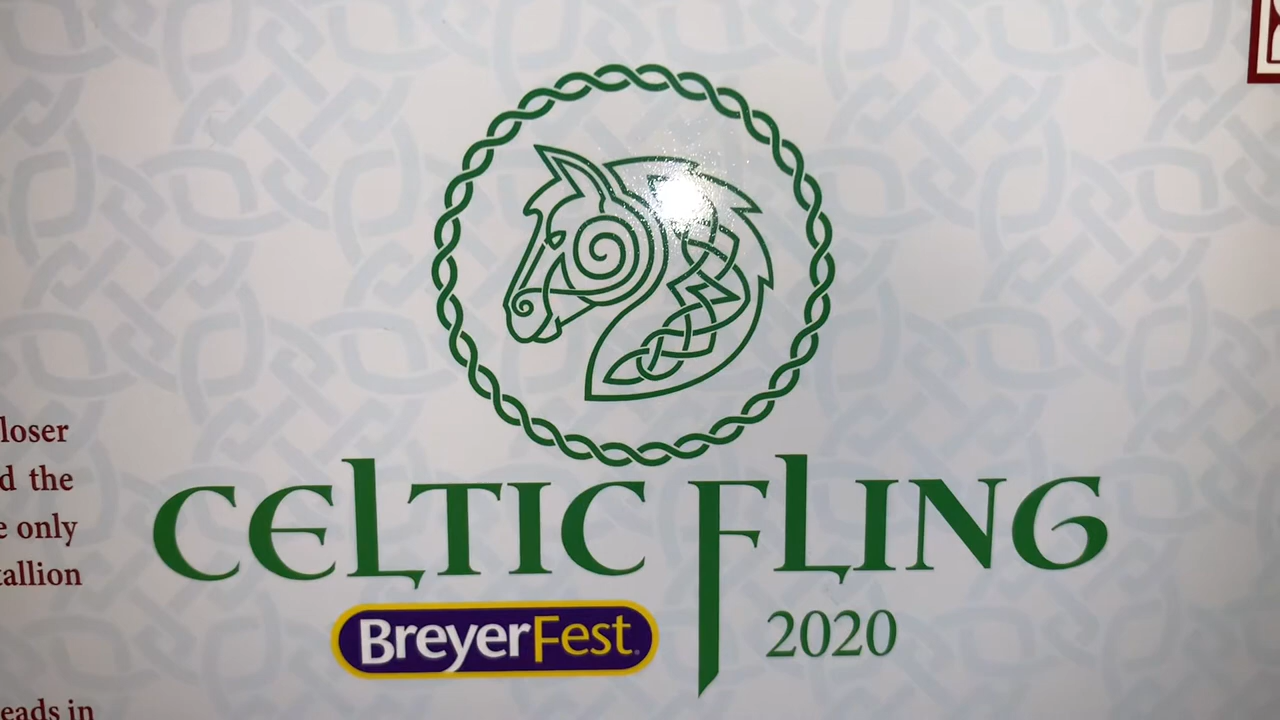 loser
d the
e only
tallion
eads in
CELTIC FLING
BreyerFest
2020